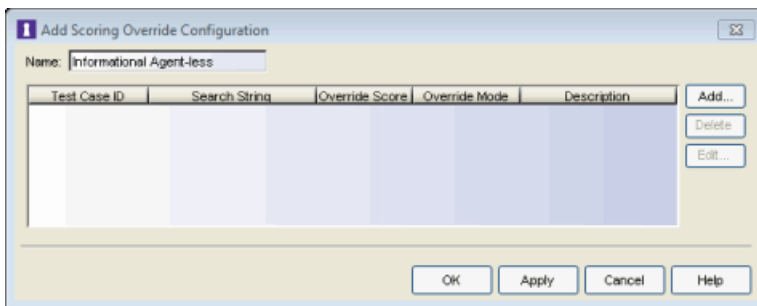 Add Scoring Override Configuration
Name: Informational Agent-less
Test Case ID Search String Override Score Override Mode Description
Add...
Delete
Edit...
OK Apply Cancel Help